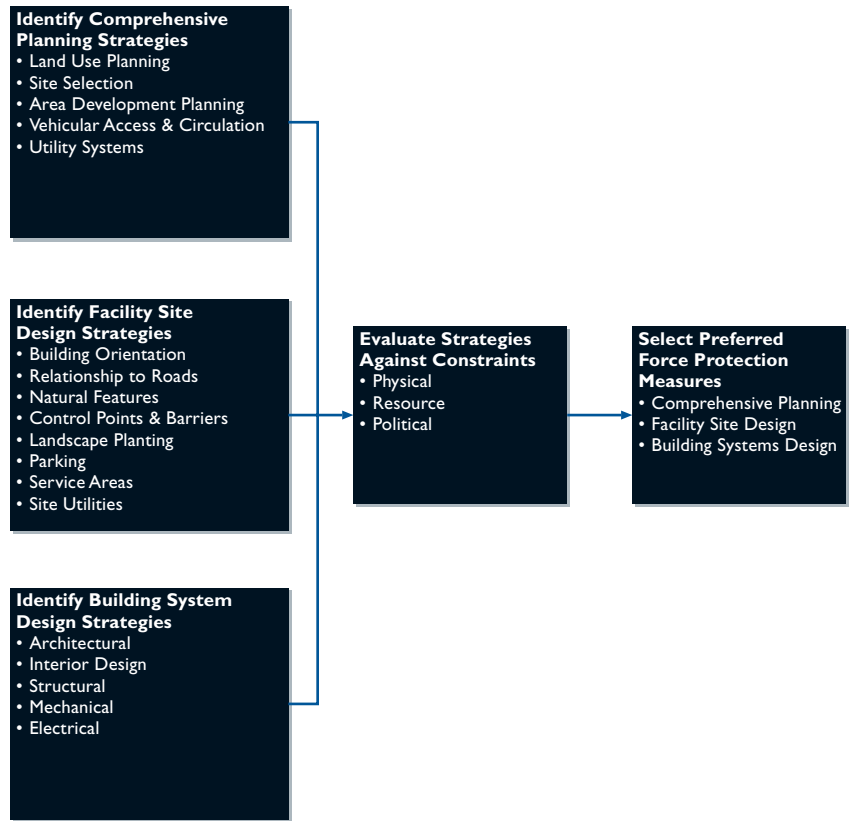 Identify Comprehensive
Planning Strategies
• Land Use Planning
• Site Selection
• Area Development Planning
• Vehicular Access & Circulation
• Utility Systems
Identify Facility Site
Design Strategies
• Building Orientation
• Relationship to Roads
• Natural Features
• Control Points & Barriers
• Landscape Planting
• Parking
• Service Areas
• Site Utilities
Identify Building System
Design Strategies
• Architectural
• Interior Design
• Structural
• Mechanical
• Electrical
Evaluate Strategies
Against Constraints
• Physical
• Resource
• Political
Select Preferred
Force Protection
Measures
• Comprehensive Planning
• Facility Site Design
• Building Systems Design